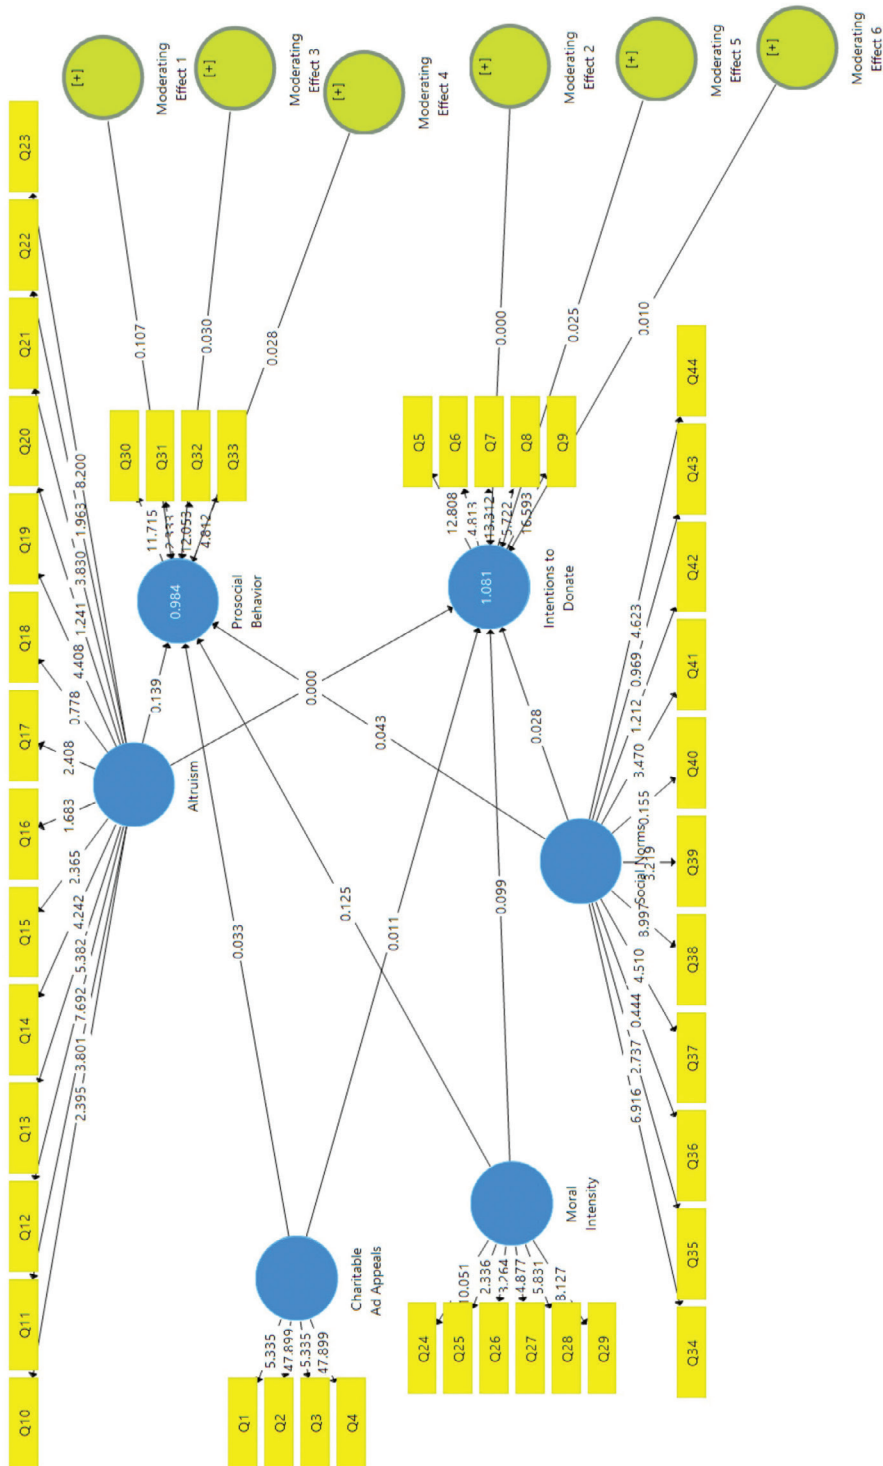 Q10
Q11
Q12
Q13
Q14
Q15
Q16
Q17
Q18
Q19
Q20
Q21
Q22
Q23
2.395
3.801
7.692
5.382
4.242
2.365
1.683
2.408
0.778
4.408
1.241
3.830
1.963
8.200
Altruism
0.139
Q1
Q2
Q3
Q4
5.335
47.899
5.335
47.899
Charitable
Ad Appeals
0.033
0.984
Prosocial
Behavior
11.715
12.053
4.812
Q30
Q31
Q32
Q33
0.107
0.030
0.028
[+]
Moderating
Effect 1
[+]
Moderating
Effect 3
[+]
Moderating
Effect 4
0.000
0.043
0.125
0.011
0.099
0.028
Q24
Q25
Q26
Q27
Q28
Q29
10.051
2.336
3.264
4.877
5.831
Moral
Intensity
1.081
Intentions to
Donate
12.808
4.813
13.312
5.722
16.593
Q5
Q6
Q7
Q8
Q9
0.000
0.025
0.010
[+]
Moderating
Effect 2
[+]
Moderating
Effect 5
[+]
Moderating
Effect 6
Social Norms
6.916
2.737
0.444
4.510
8.997
3.219
0.155
3.470
1.212
0.969
4.623
Q34
Q35
Q36
Q37
Q38
Q39
Q40
Q41
Q42
Q43
Q44